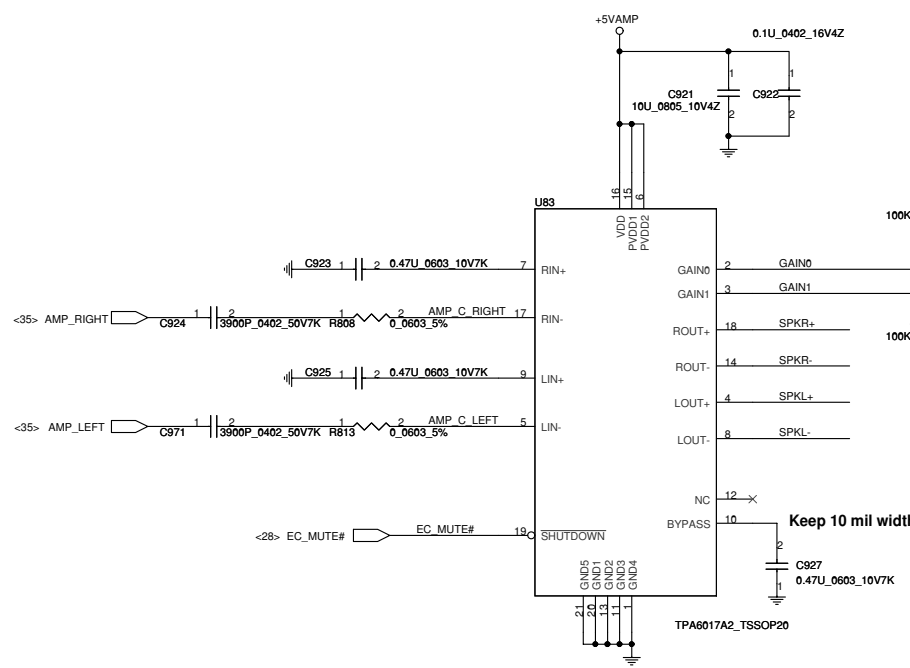 +5VAMP
0.1U_0402_16V4Z
1
1
C921
C922
10U_0805_10V4Z
2
2
16
15
6
U83
VDD
PVDD1
PVDD2
100K
C923 1 2 0.47U_0603_10V7K 7 RIN+
GAIN0 2 GAIN0
GAIN1 3 GAIN1
<35> AMP_RIGHT 1 2 1 2 AMP_C_RIGHT 17 RIN-
C924 3900P_0402_50V7K R808 0_0603_5%
ROUT+ 18 SPKR+
100K
ROUT- 14 SPKR-
C925 1 2 0.47U_0603_10V7K 9 LIN+
LOUT+ 4 SPKL+
<35> AMP_LEFT 1 2 1 2 AMP_C_LEFT 5 LIN-
C971 3900P_0402_50V7K R813 0_0603_5%
LOUT- 8 SPKL-
NC 12
BYPASS 10 Keep 10 mil width
<28> EC_MUTE# EC_MUTE# 19 SHUTDOWN
2
C927
1
0.47U_0603_10V7K
GND5
GND1
GND2
GND3
GND4
21
20
13
11
1
TPA6017A2_TSSOP20